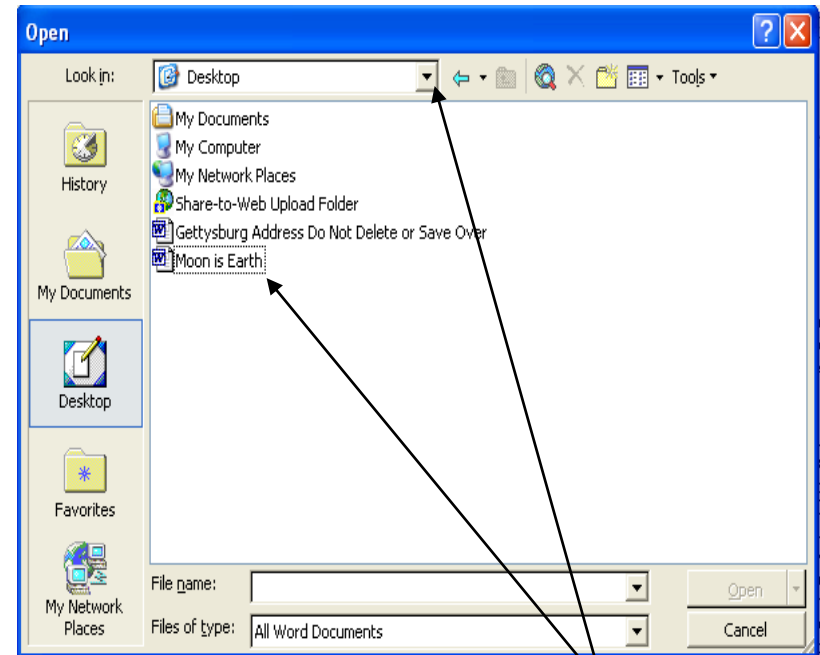 Open
Look in: Desktop Tools
My Documents
My Computer
My Network Places
Share-to-Web Upload Folder
Gettysburg Address Do Not Delete or Save Over
Moon is Earth
History
My Documents
Desktop
Favorites
My Network
Places
File name: Open
Files of type: All Word Documents Cancel